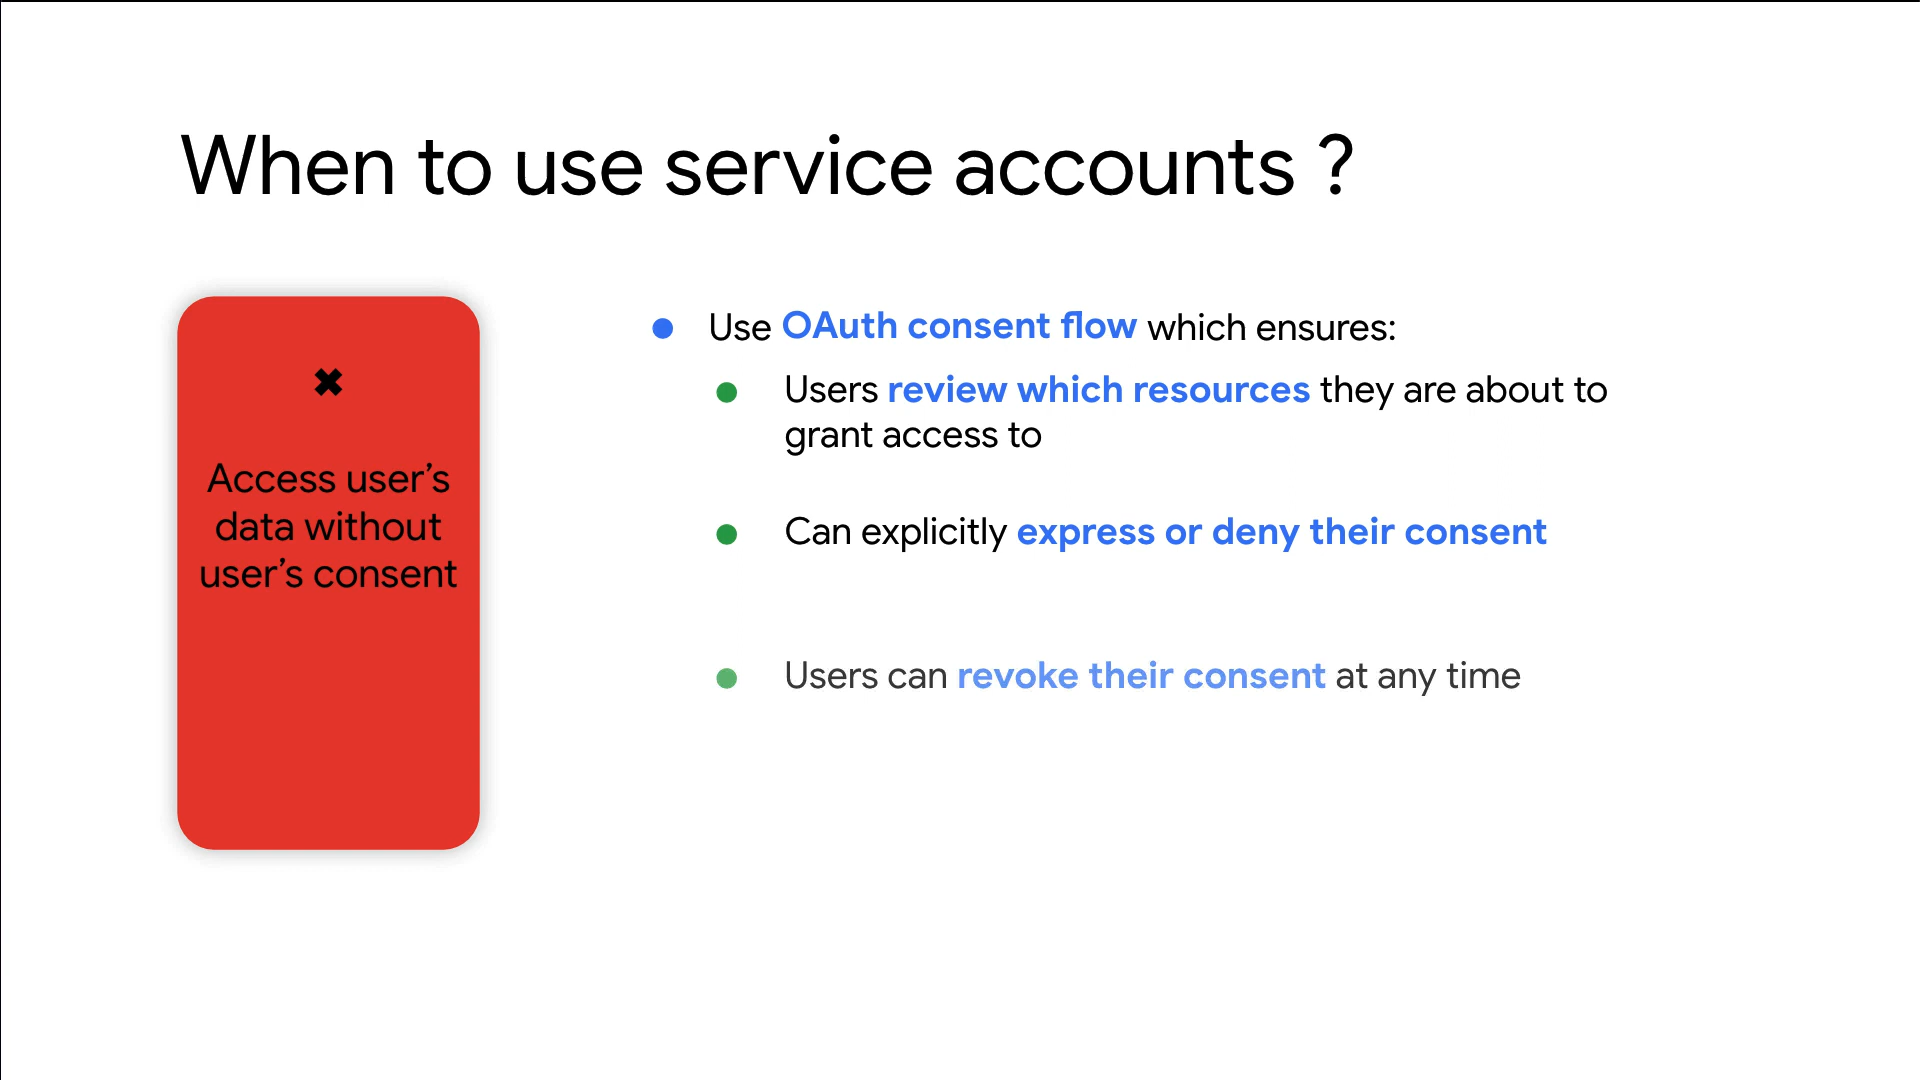 When to use service accounts ?
✖
Access user’s
data without
user’s consent
Use OAuth consent flow which ensures:
Users review which resources they are about to
grant access to
Can explicitly express or deny their consent
Users can revoke their consent at any time